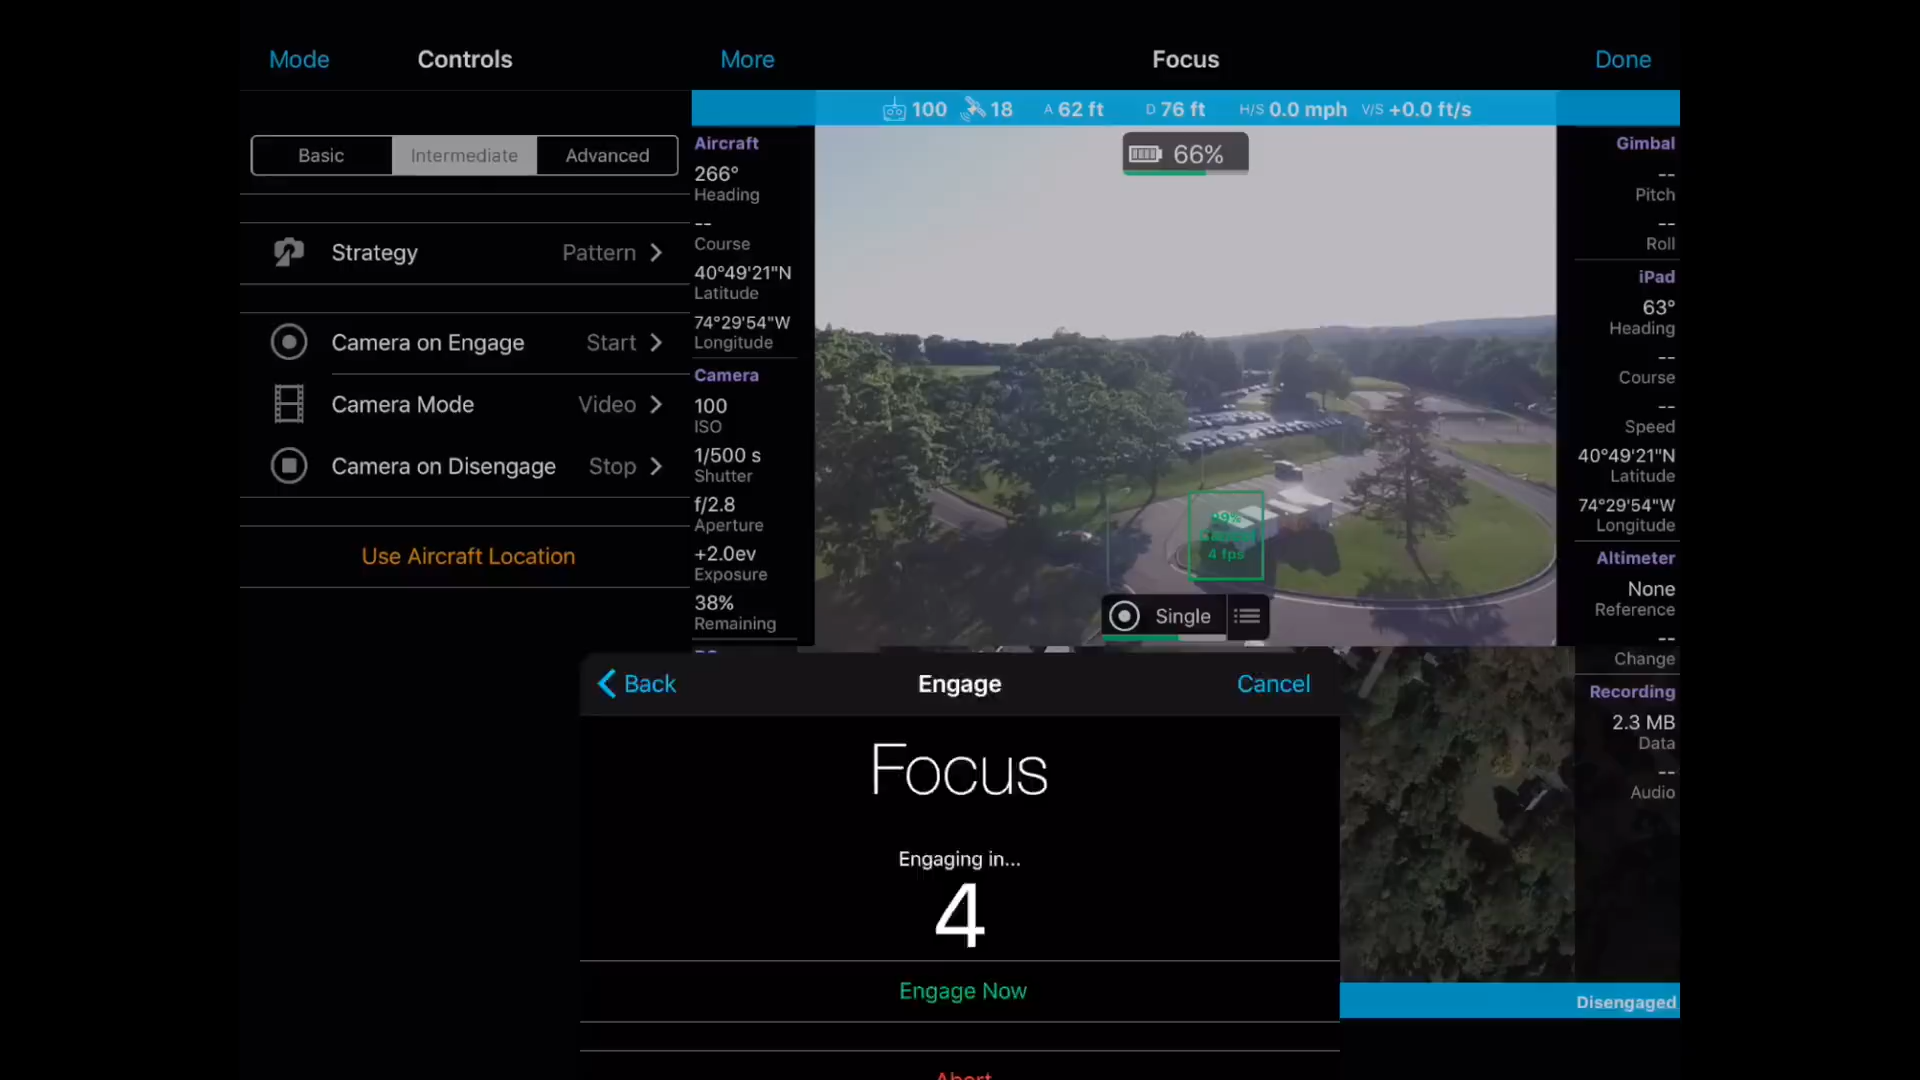 Mode
Controls
More
Focus
Done
100
18
A 62 ft
D 76 ft
H/S 0.0 mph
V/S +0.0 ft/s
Basic
Intermediate
Advanced
Strategy
Pattern
Camera on Engage
Start
Camera Mode
Video
Camera on Disengage
Stop
Use Aircraft Location
Aircraft
266°
Heading
--
Course
40°49'21"N
Latitude
74°29'54"W
Longitude
Camera
100
ISO
1/500 s
Shutter
f/2.8
Aperture
+2.0ev
Exposure
38%
Remaining
66%
99%
4 fps
Single
Gimbal
--
Pitch
--
Roll
iPad
63°
Heading
--
Course
--
Speed
40°49'21"N
Latitude
74°29'54"W
Longitude
Altimeter
None
Reference
--
Change
Recording
2.3 MB
Data
--
Audio
Back
Engage
Cancel
Focus
Engaging in...
4
Engage Now
Abort
Disengaged